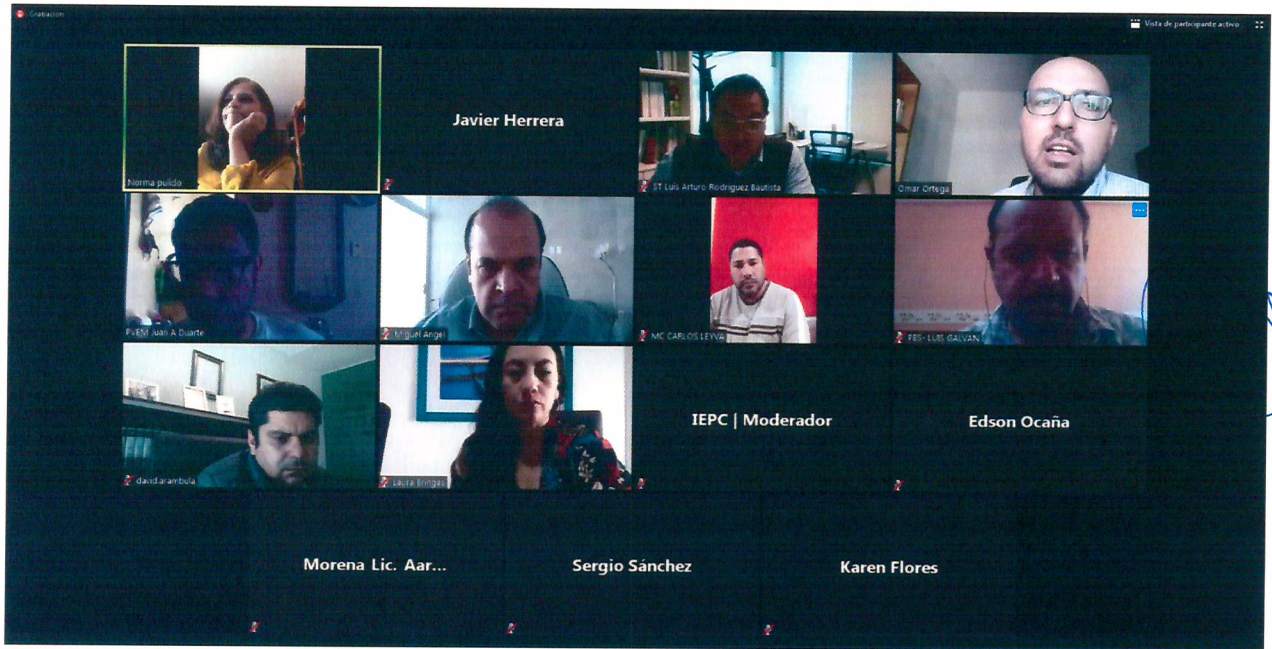 Grabación
Vista de participante activo
Norma pulido
Javier Herrera
ST Luis Arturo Rodriguez Bautista
Omar Ortega
PVEM Juan A Duarte
Miguel Angel
MC CARLOS LEYVA
PES- LUIS GALVAN
david.arambula
Laura Bringas
IEPC | Moderador
Edson Ocaña
Morena Lic. Aar...
Sergio Sánchez
Karen Flores